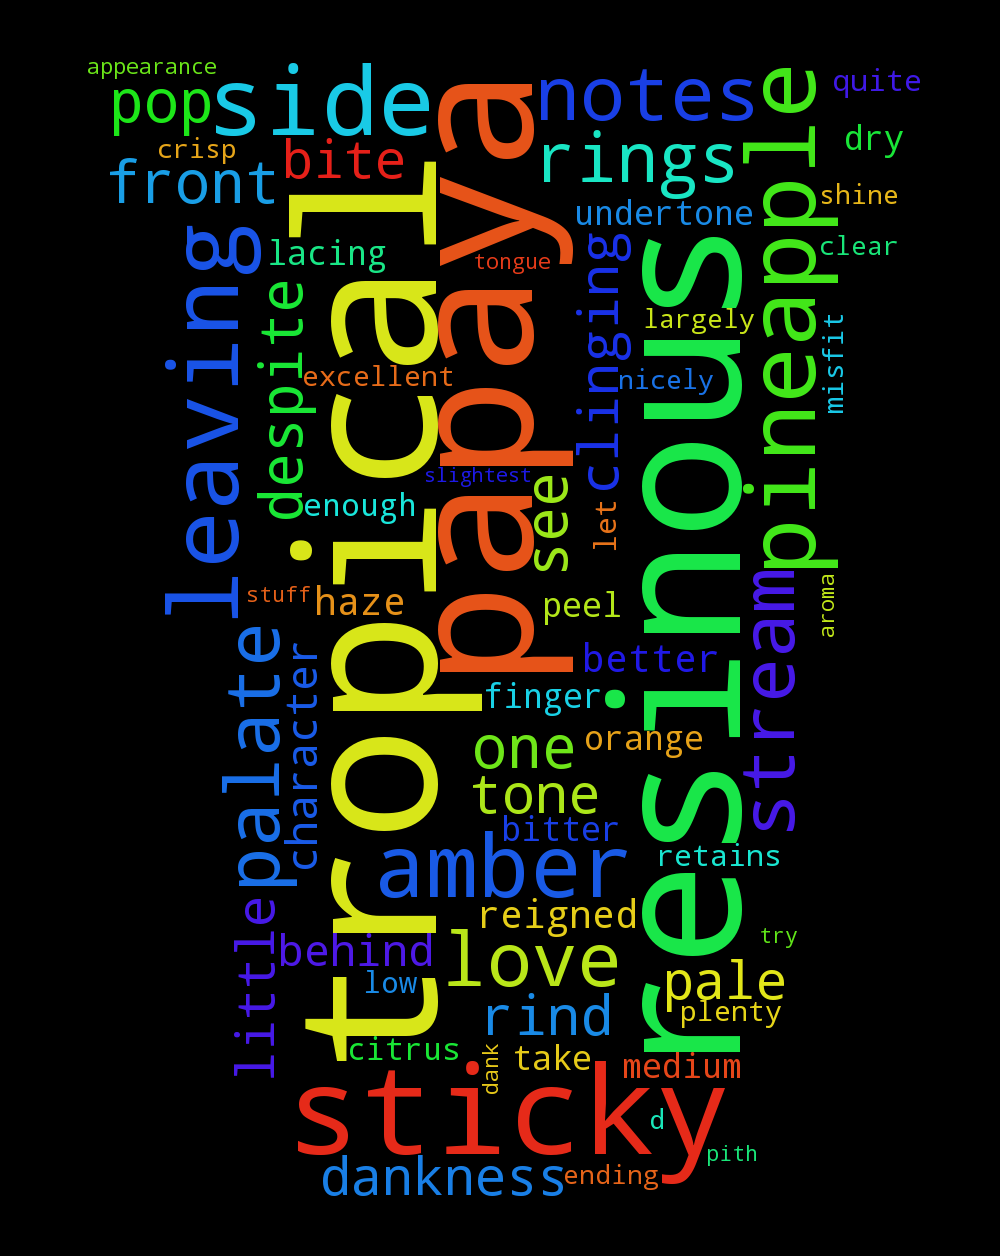 appearance
pop
side
papaya
notes
pineapple
quite
crisp
front
bite
rings
dry
shine
undertone
tropical
leaving
lacing
tongue
clinging
resinous
clear
despite
excellent
largely
nicely
misfit
slightest
see
enough
let
stuff
haze
peel
stream
aroma
palate
character
better
finger
one
orange
tone
bitter
amber
retains
little
behind
reigned
love
try
low
pale
plenty
rind
citrus
dank
take
medium
sticky
d
pith
dankness
ending